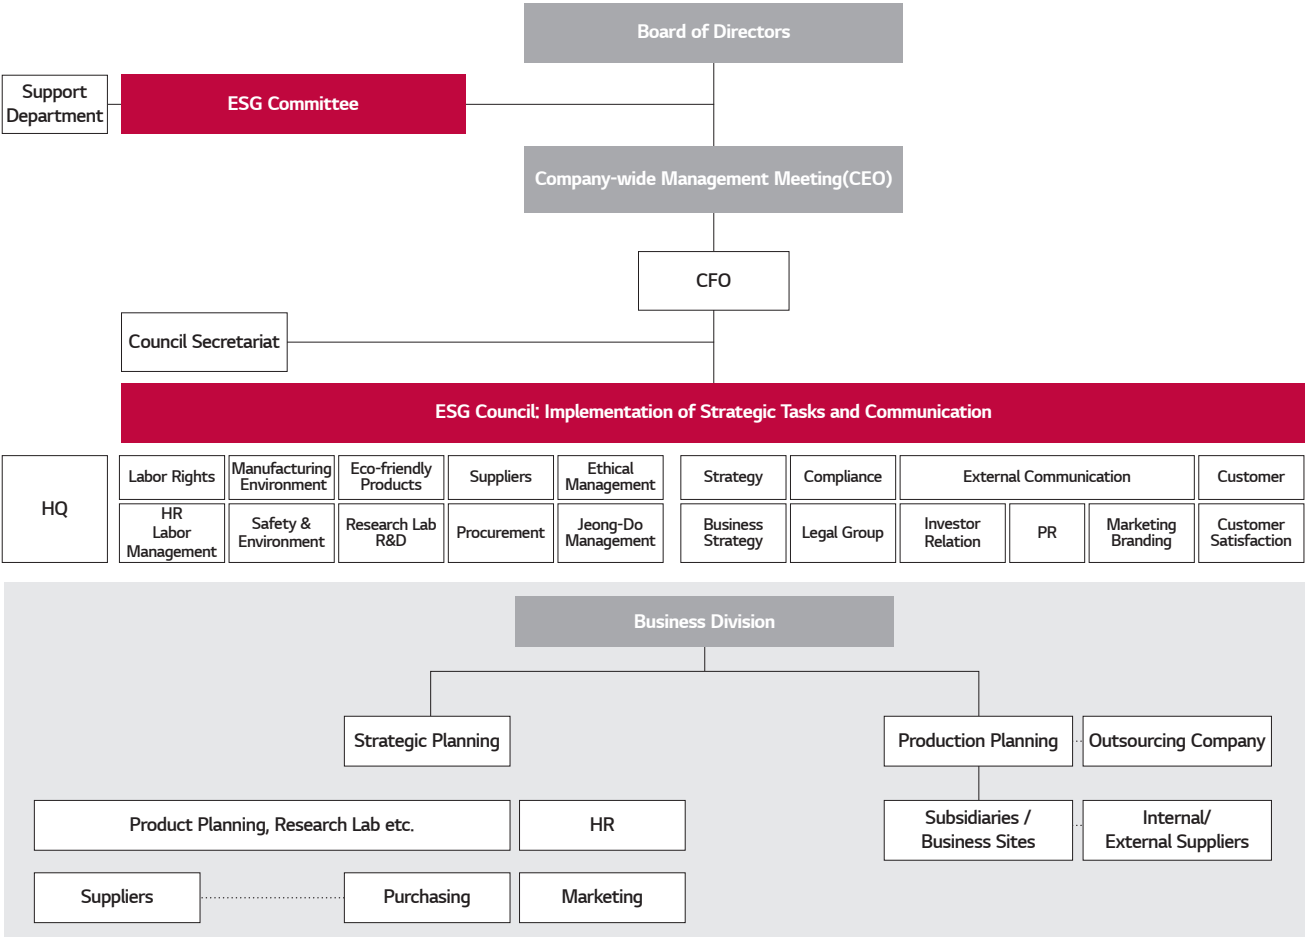 Board of Directors
Support
Department
ESG Committee
Company-wide Management Meeting(CEO)
CFO
Council Secretariat
ESG Council: Implementation of Strategic Tasks and Communication
HQ
Labor Rights
Manufacturing
Environment
Eco-friendly
Products
Suppliers
Ethical
Management
Strategy
Compliance
External Communication
Customer
HR
Labor
Management
Safety &
Environment
Research Lab
R&D
Procurement
Jeong-Do
Management
Business
Strategy
Legal Group
Investor
Relation
PR
Marketing
Branding
Customer
Satisfaction
Business Division
Strategic Planning
Production Planning
Outsourcing Company
Product Planning, Research Lab etc.
HR
Subsidiaries /
Business Sites
Internal/
External Suppliers
Suppliers
Purchasing
Marketing